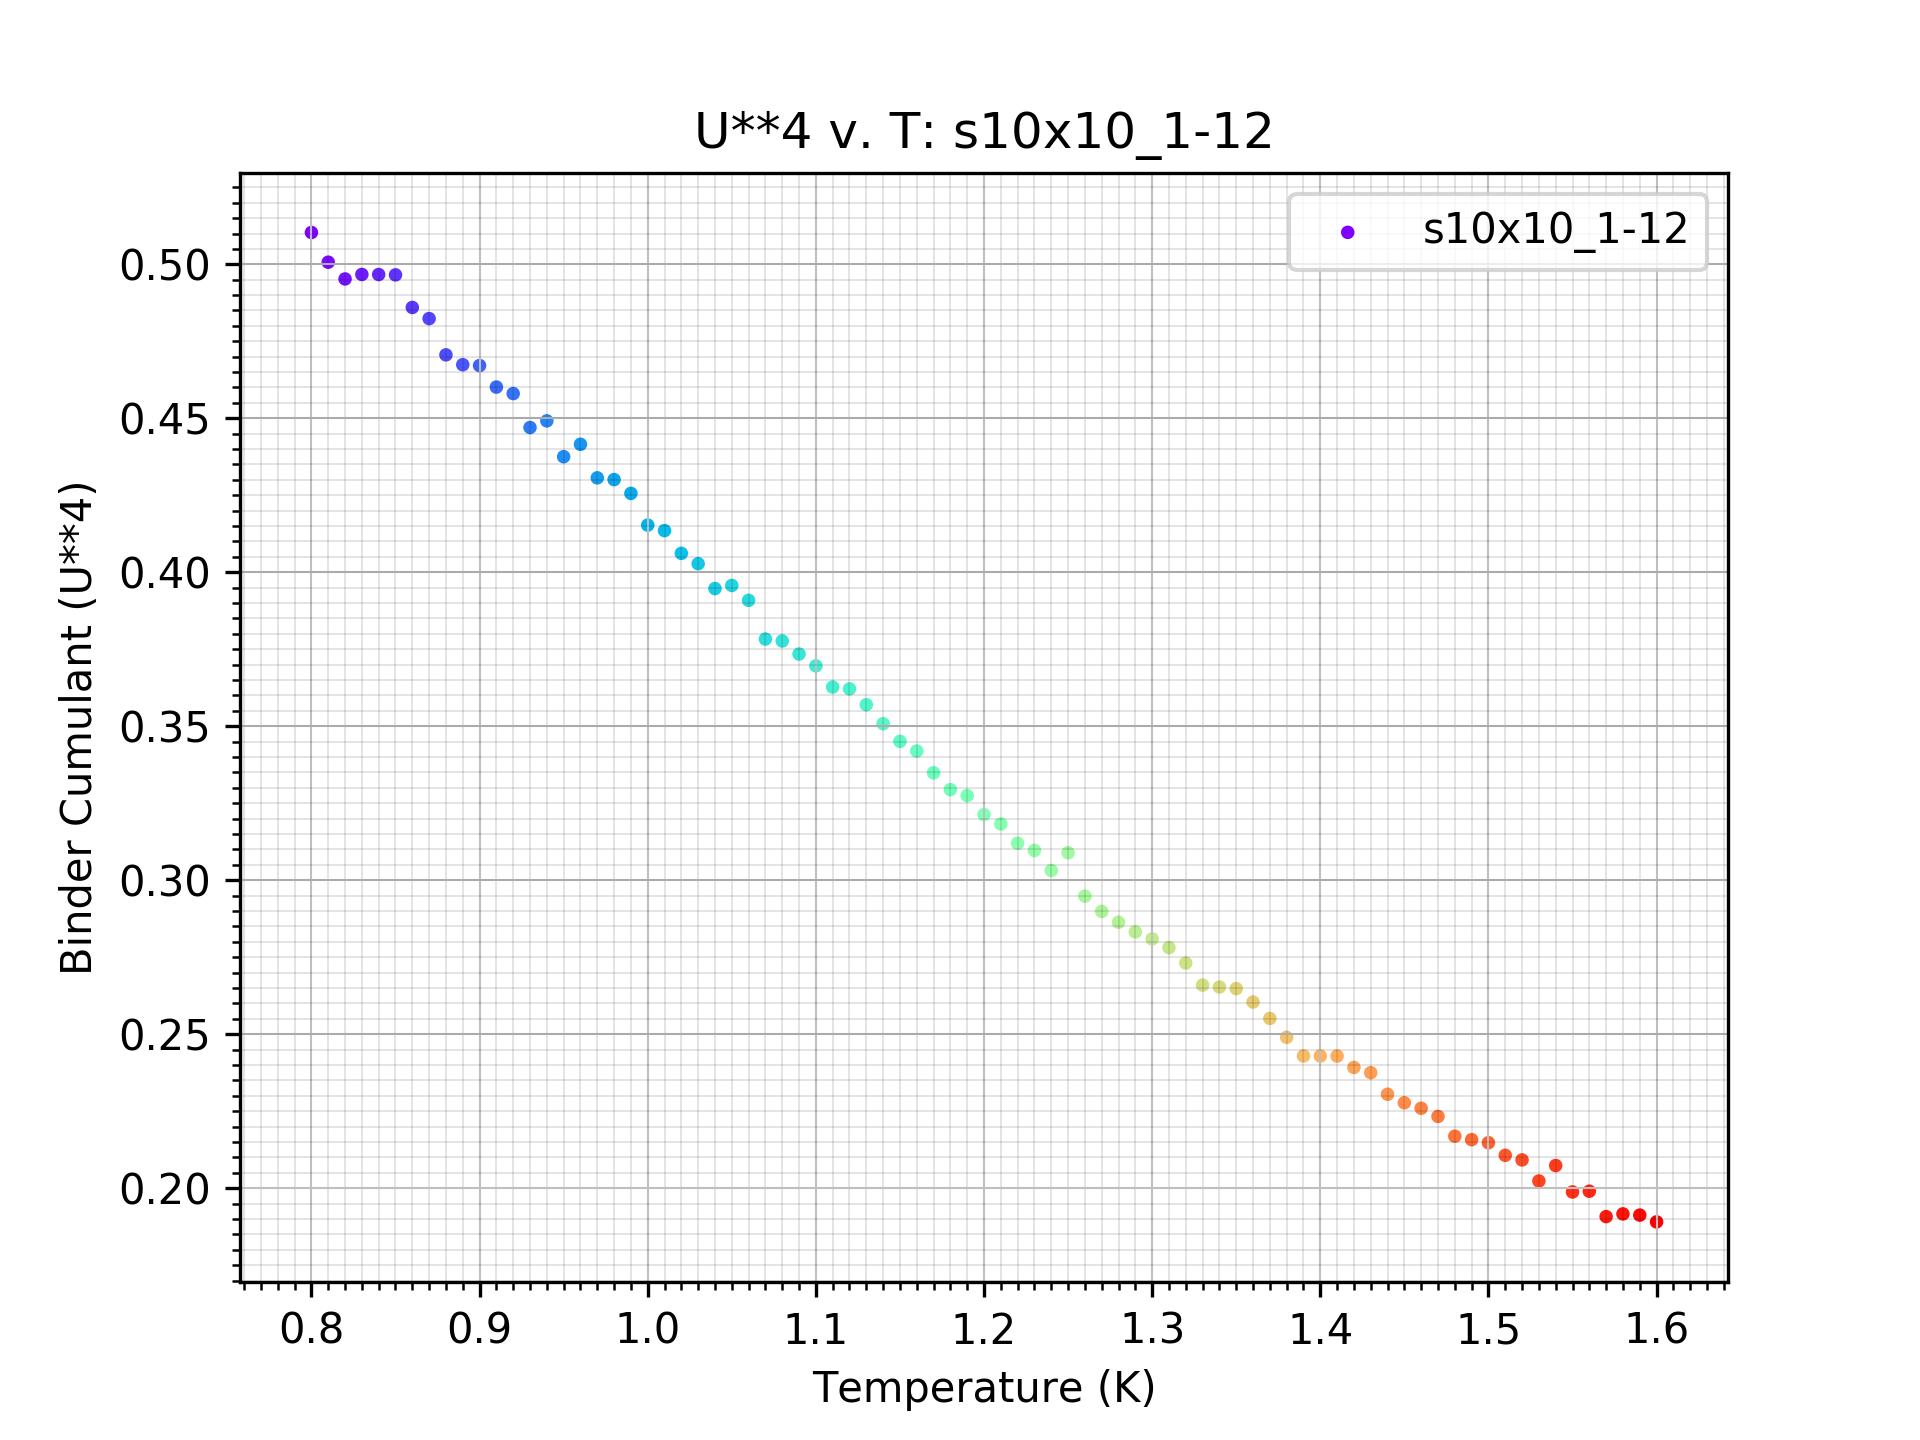 U**4 v. T: s10x10_1-12
s10x10_1-12
Binder Cumulant (U**4)
0.50
0.45
0.40
0.35
0.30
0.25
0.20
0.8 0.9 1.0 1.1 1.2 1.3 1.4 1.5 1.6
Temperature (K)